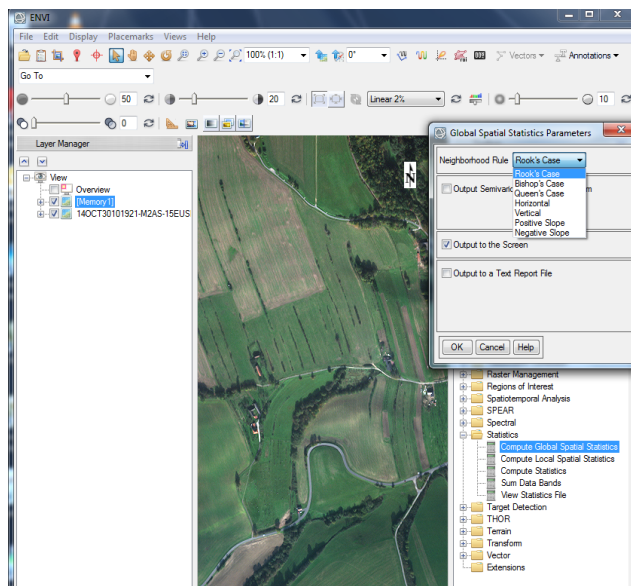 ENVI
File Edit Display Placemarks Views Help
100% (1:1) 0° Vectors Annotations
Go To
50 20 Linear 2% 10
0
Layer Manager
View
Overview
[Memory1]
14OCT30101921-M2AS-15EUS
N
Global Spatial Statistics Parameters
Neighborhood Rule Rook's Case
Rook's Case
Bishop's Case
Queen's Case
Horizontal
Vertical
Positive Slope
Negative Slope
Output Semivario
Output to the Screen
Output to a Text Report File
OK Cancel Help
Raster Management
Regions of Interest
Spatiotemporal Analysis
SPEAR
Spectral
Statistics
Compute Global Spatial Statistics
Compute Local Spatial Statistics
Compute Statistics
Sum Data Bands
View Statistics File
Target Detection
THOR
Terrain
Transform
Vector
Extensions